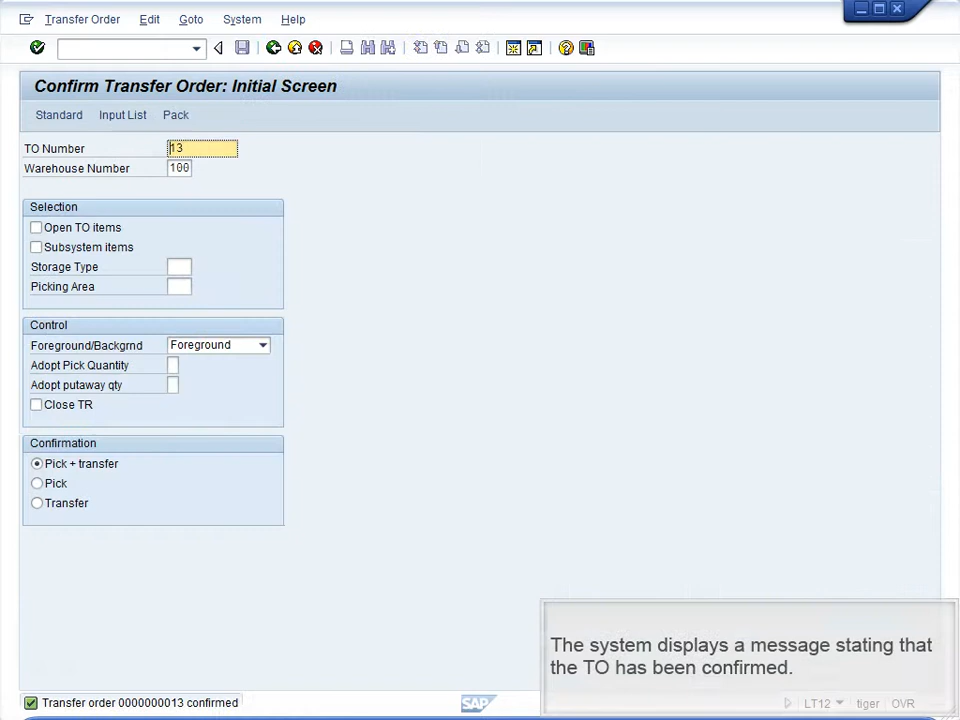 Transfer Order Edit Goto System Help
Confirm Transfer Order: Initial Screen
Standard Input List Pack
TO Number 13
Warehouse Number 100
Selection
Open TO items
Subsystem items
Storage Type
Picking Area
Control
Foreground/Backgrnd Foreground
Adopt Pick Quantity
Adopt putaway qty
Close TR
Confirmation
Pick + transfer
Pick
Transfer
The system displays a message stating that
the TO has been confirmed.
Transfer order 0000000013 confirmed SAP LT12 tiger OVR